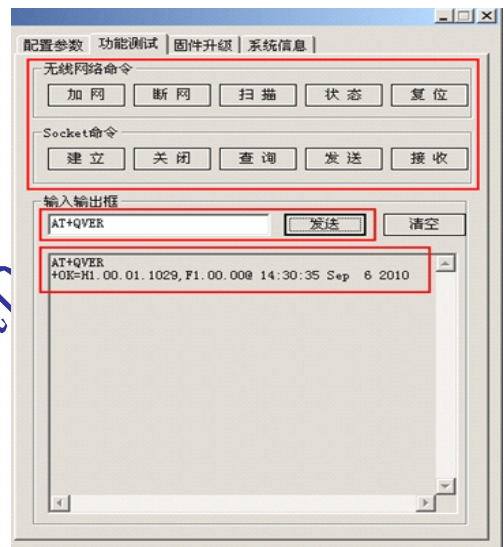 配置参数 功能测试 固件升级 系统信息
无线网络命令
加 网 断 网 扫 描 状 态 复 位
Socket命令
建 立 关 闭 查 询 发 送 接 收
输入输出框
AT+QVER 发送 清空
AT+QVER
+OK=H1.00.01.1029,F1.00.00@ 14:30:35 Sep 6 2010